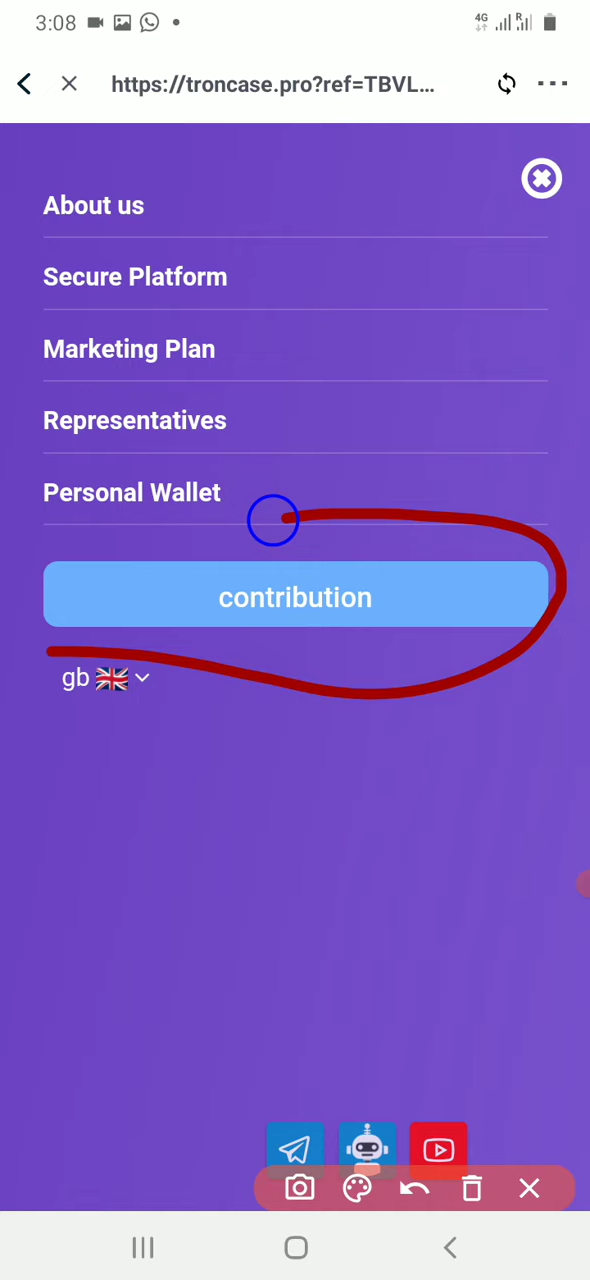 3:08
4G
R
https://troncase.pro?ref=TBVL...
About us
Secure Platform
Marketing Plan
Representatives
Personal Wallet
contribution
gb